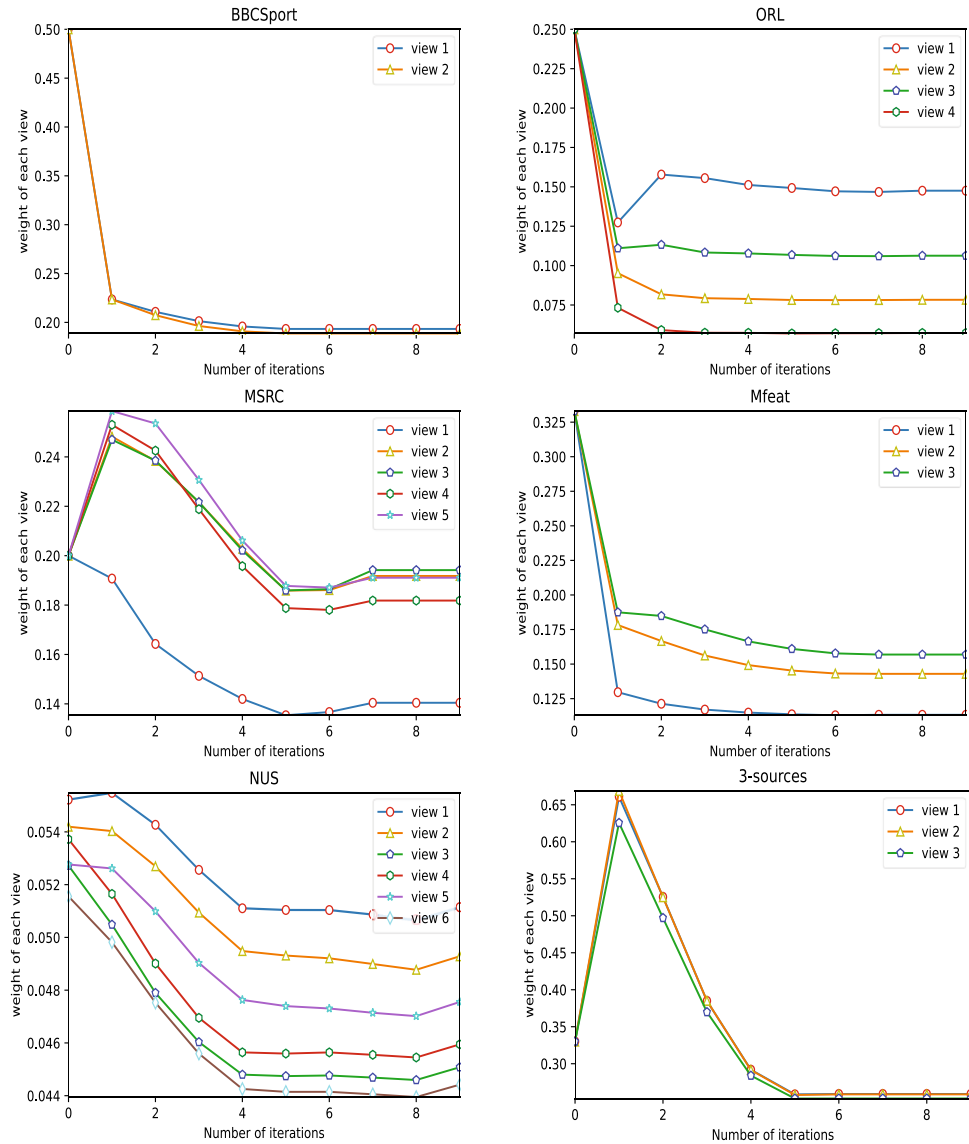 BBCSport
weight of each view
0.50
0.45
0.40
0.35
0.30
0.25
0.20
0
2
4
6
8
Number of iterations
view 1
view 2
ORL
weight of each view
0.250
0.225
0.200
0.175
0.150
0.125
0.100
0.075
0
2
4
6
8
Number of iterations
view 1
view 2
view 3
view 4
MSRC
weight of each view
0.24
0.22
0.20
0.18
0.16
0.14
0
2
4
6
8
Number of iterations
view 1
view 2
view 3
view 4
view 5
Mfeat
weight of each view
0.325
0.300
0.275
0.250
0.225
0.200
0.175
0.150
0.125
0
2
4
6
8
Number of iterations
view 1
view 2
view 3
NUS
weight of each view
0.054
0.052
0.050
0.048
0.046
0.044
0
2
4
6
8
Number of iterations
view 1
view 2
view 3
view 4
view 5
view 6
3-sources
weight of each view
0.65
0.60
0.55
0.50
0.45
0.40
0.35
0.30
0
2
4
6
8
Number of iterations
view 1
view 2
view 3